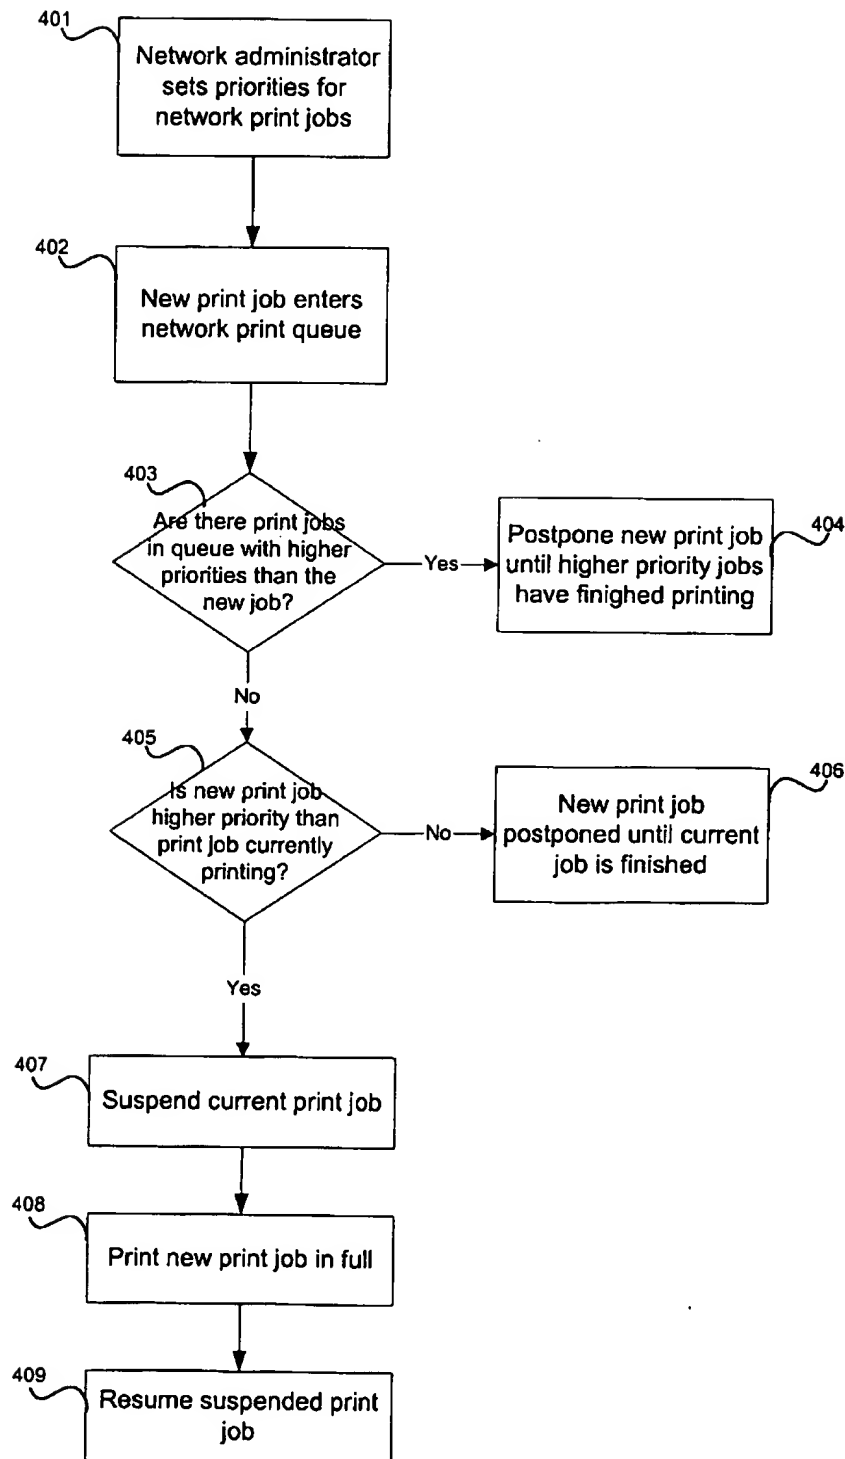 401
Network administrator
sets priorities for
network print jobs
402
New print job enters
network print queue
403
Are there print jobs
in queue with higher
priorities than the
new job?
Yes
Postpone new print job
until higher priority jobs
have finighed printing
404
No
405
Is new print job
higher priority than
print job currently
printing?
No
New print job
postponed until current
job is finished
406
Yes
407
Suspend current print job
408
Print new print job in full
409
Resume suspended print
job